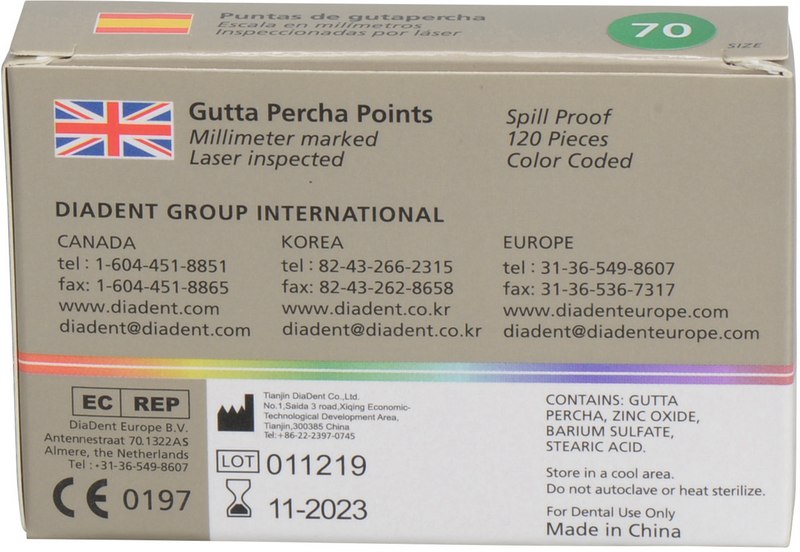 Puntas de gutapercha
Escala en milimetros
Inspeccionadas por láser
70
SIZE
Gutta Percha Points
Millimeter marked
Laser inspected
Spill Proof
120 Pieces
Color Coded
DIADENT GROUP INTERNATIONAL
CANADA
tel : 1-604-451-8851
fax: 1-604-451-8865
www.diadent.com
diadent@diadent.com
KOREA
tel : 82-43-266-2315
fax: 82-43-262-8658
www.diadent.co.kr
diadent@diadent.co.kr
EUROPE
tel : 31-36-549-8607
fax: 31-36-536-7317
www.diadenteurope.com
diadent@diadenteurope.com
EC REP
DiaDent Europe B.V.
Antennestraat 70.1322AS
Almere, the Netherlands
Tel : +31-36-549-8607
CE 0197
Tianjin DiaDent Co.,Ltd.
No.1,Saida 3 road,Xiqing Economic-
Technological Development Area,
Tianjin,300385 China
Tel:+86-22-2397-0745
LOT 011219
11-2023
CONTAINS: GUTTA
PERCHA, ZINC OXIDE,
BARIUM SULFATE,
STEARIC ACID.
Store in a cool area.
Do not autoclave or heat sterilize.
For Dental Use Only
Made in China